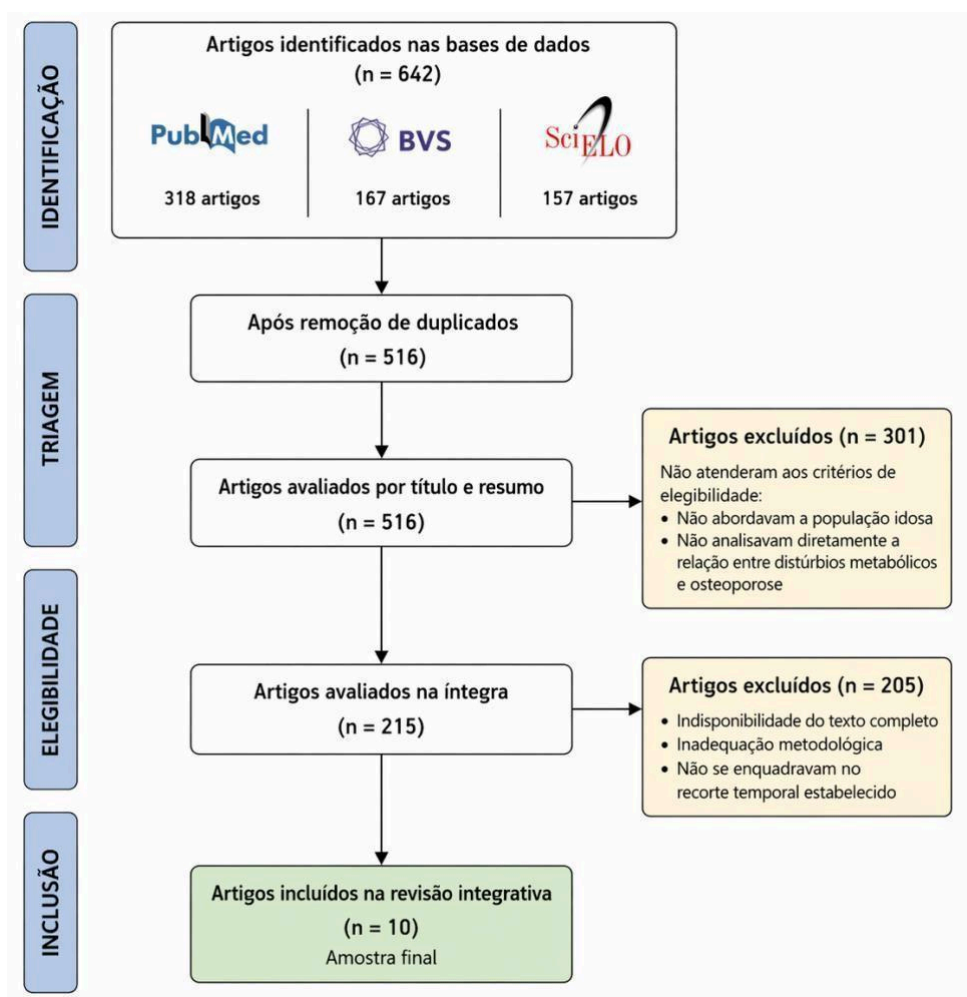 IDENTIFICAÇÃO
Artigos identificados nas bases de dados
(n = 642)
PubMed
BVS
SciELO
318 artigos
167 artigos
157 artigos
TRIAGEM
Após remoção de duplicados
(n = 516)
Artigos avaliados por título e resumo
(n = 516)
Artigos excluídos (n = 301)
Não atenderam aos critérios de
elegibilidade:
• Não abordavam a população idosa
• Não analisavam diretamente a
relação entre distúrbios metabólicos
e osteoporose
ELEGIBILIDADE
Artigos avaliados na íntegra
(n = 215)
Artigos excluídos (n = 205)
• Indisponibilidade do texto completo
• Inadequação metodológica
• Não se enquadravam no
recorte temporal estabelecido
INCLUSÃO
Artigos incluídos na revisão integrativa
(n = 10)
Amostra final